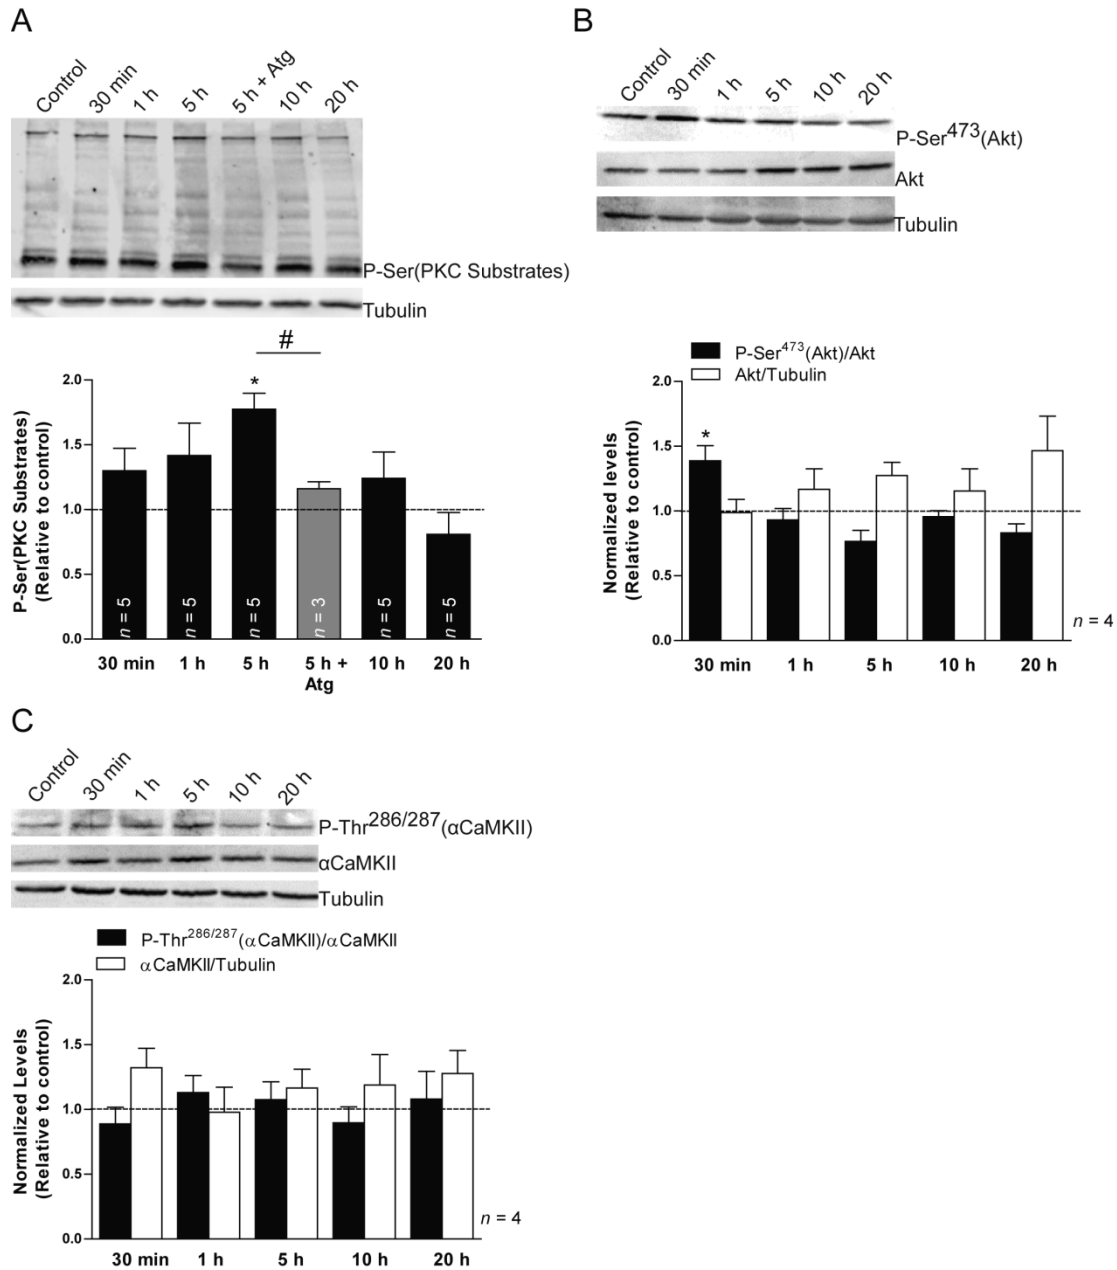 A
Control 30 min 1 h 5 h 5 h + Atg 10 h 20 h
P-Ser(PKC Substrates)
Tubulin
#
*
P-Ser(PKC Substrates)
(Relative to control)
2.0
1.5
1.0
0.5
0.0
n = 5 n = 5 n = 5 n = 3 n = 5 n = 5
30 min 1 h 5 h 5 h + 10 h 20 h
Atg
B
Control 30 min 1 h 5 h 10 h 20 h
P-Ser473(Akt)
Akt
Tubulin
P-Ser473(Akt)/Akt
Akt/Tubulin
*
Normalized levels
(Relative to control)
2.0
1.5
1.0
0.5
0.0
n = 4
30 min 1 h 5 h 10 h 20 h
C
Control 30 min 1 h 5 h 10 h 20 h
P-Thr286/287(αCaMKII)
αCaMKII
Tubulin
P-Thr286/287(αCaMKII)/αCaMKII
αCaMKII/Tubulin
Normalized Levels
(Relative to control)
2.0
1.5
1.0
0.5
0.0
n = 4
30 min 1 h 5 h 10 h 20 h